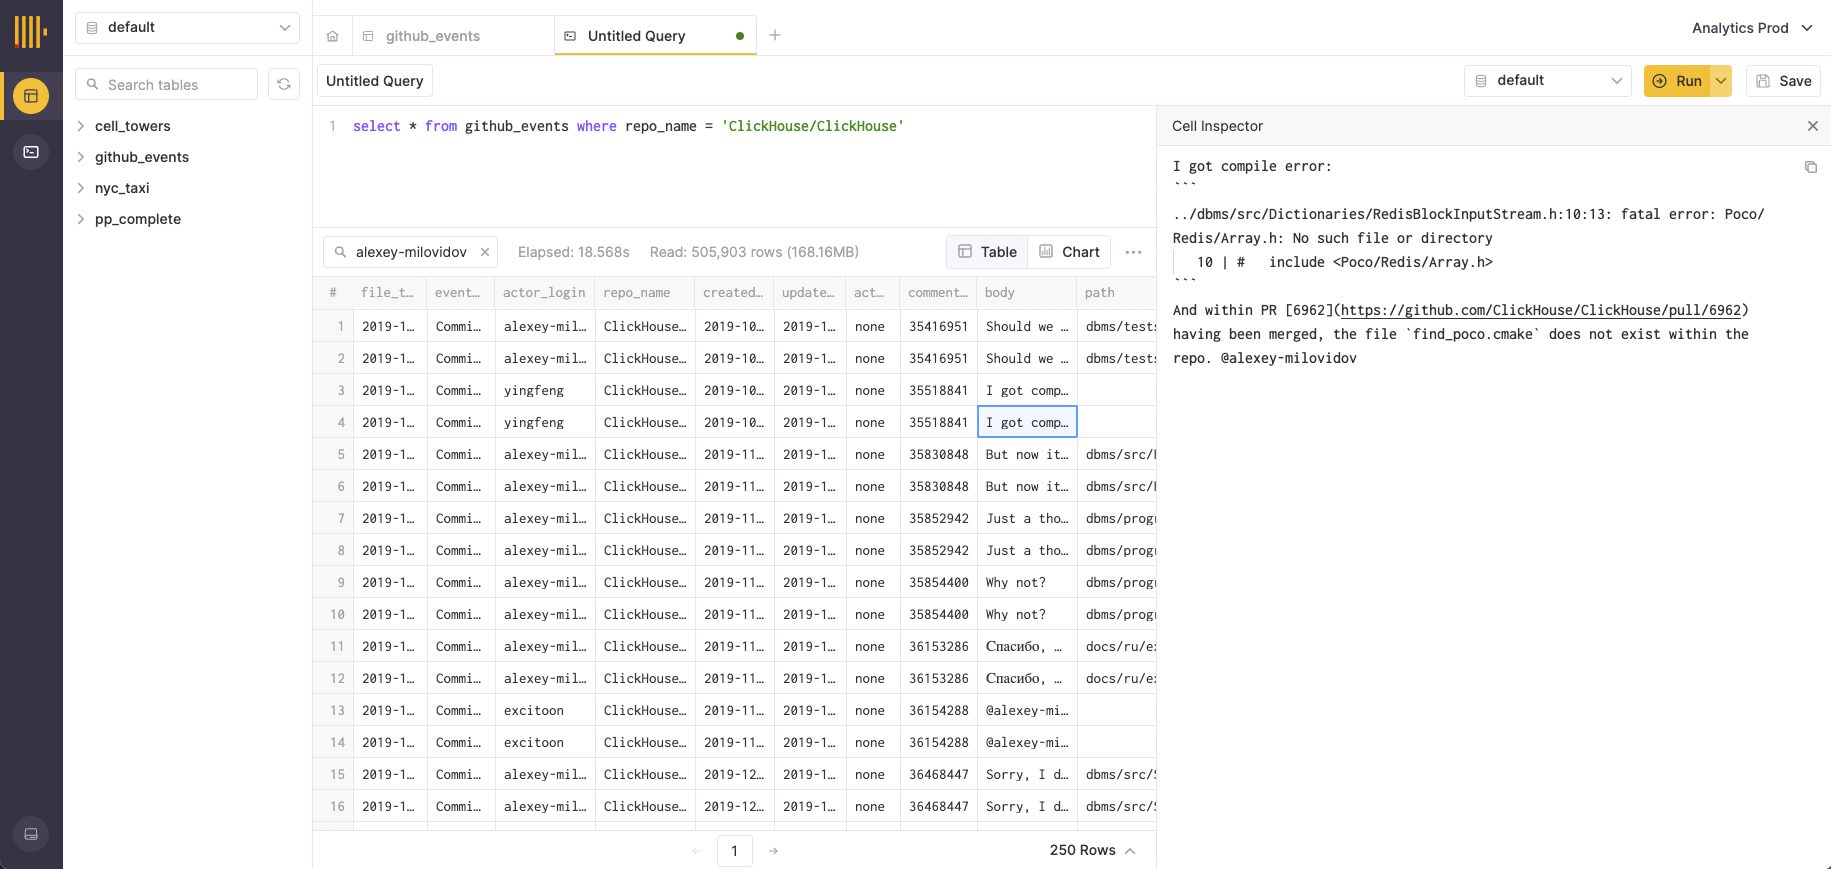 default
github_events
Untitled Query
Analytics Prod
Search tables
cell_towers
github_events
nyc_taxi
pp_complete
Untitled Query
default
Run
Save
1 select * from github_events where repo_name = 'ClickHouse/ClickHouse'
alexey-milovidov
Elapsed: 18.568s
Read: 505,903 rows (168.16MB)
Table
Chart
# file_t… event… actor_login repo_name created… update… act… comment… body path
1 2019-1… Commi… alexey-mil… ClickHouse… 2019-10… 2019-1… none 35416951 Should we … dbms/tests
2 2019-1… Commi… alexey-mil… ClickHouse… 2019-10… 2019-1… none 35416951 Should we … dbms/tests
3 2019-1… Commi… yingfeng ClickHouse… 2019-10… 2019-1… none 35518841 I got comp…
4 2019-1… Commi… yingfeng ClickHouse… 2019-10… 2019-1… none 35518841 I got comp…
5 2019-1… Commi… alexey-mil… ClickHouse… 2019-11… 2019-1… none 35830848 But now it… dbms/src/
6 2019-1… Commi… alexey-mil… ClickHouse… 2019-11… 2019-1… none 35830848 But now it… dbms/src/
7 2019-1… Commi… alexey-mil… ClickHouse… 2019-11… 2019-1… none 35852942 Just a tho… dbms/progr
8 2019-1… Commi… alexey-mil… ClickHouse… 2019-11… 2019-1… none 35852942 Just a tho… dbms/progr
9 2019-1… Commi… alexey-mil… ClickHouse… 2019-11… 2019-1… none 35854400 Why not? dbms/progr
10 2019-1… Commi… alexey-mil… ClickHouse… 2019-11… 2019-1… none 35854400 Why not? dbms/progr
11 2019-1… Commi… alexey-mil… ClickHouse… 2019-11… 2019-1… none 36153286 Спасибо, … docs/ru/ex
12 2019-1… Commi… alexey-mil… ClickHouse… 2019-11… 2019-1… none 36153286 Спасибо, … docs/ru/ex
13 2019-1… Commi… excitoon ClickHouse… 2019-11… 2019-1… none 36154288 @alexey-mi…
14 2019-1… Commi… excitoon ClickHouse… 2019-11… 2019-1… none 36154288 @alexey-mi…
15 2019-1… Commi… alexey-mil… ClickHouse… 2019-12… 2019-1… none 36468447 Sorry, I d… dbms/src/S
16 2019-1… Commi… alexey-mil… ClickHouse… 2019-12… 2019-1… none 36468447 Sorry, I d… dbms/src/S
1
250 Rows
Cell Inspector
I got compile error:
```
../dbms/src/Dictionaries/RedisBlockInputStream.h:10:13: fatal error: Poco/
Redis/Array.h: No such file or directory
10 | # include <Poco/Redis/Array.h>
```
And within PR [6962](https://github.com/ClickHouse/ClickHouse/pull/6962)
having been merged, the file `find_poco.cmake` does not exist within the
repo. @alexey-milovidov